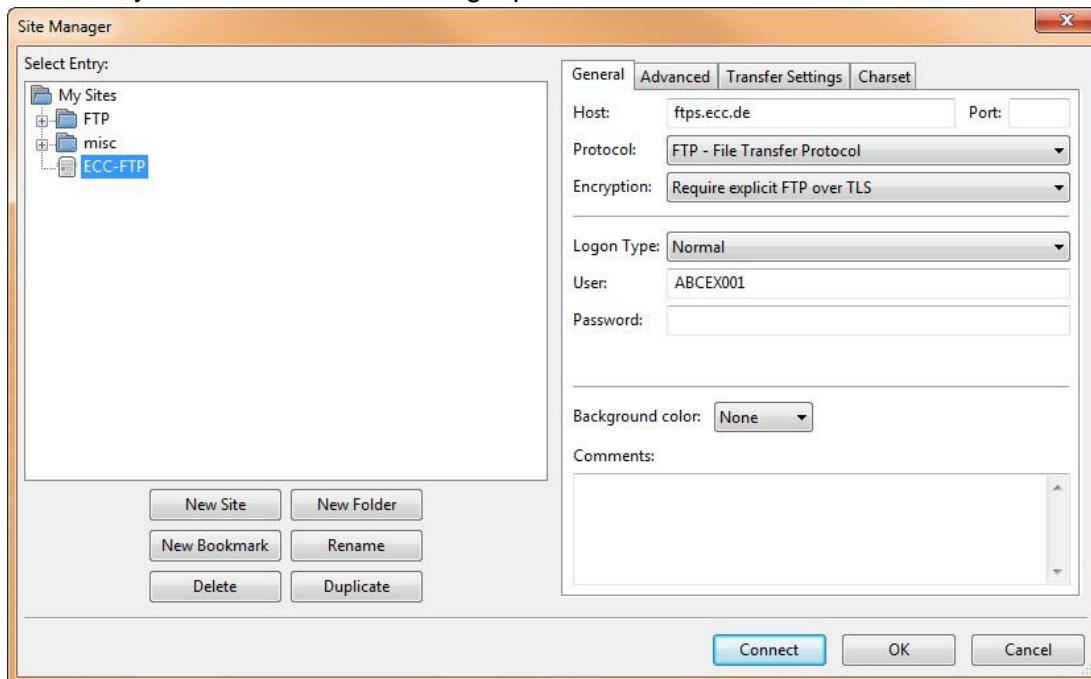 Site Manager
Select Entry:
My Sites
FTP
misc
ECC-FTP
New Site
New Folder
New Bookmark
Rename
Delete
Duplicate
General
Advanced
Transfer Settings
Charset
Host:
ftps.ecc.de
Port:
Protocol:
FTP - File Transfer Protocol
Encryption:
Require explicit FTP over TLS
Logon Type:
Normal
User:
ABCEX001
Password:
Background color:
None
Comments:
Connect
OK
Cancel